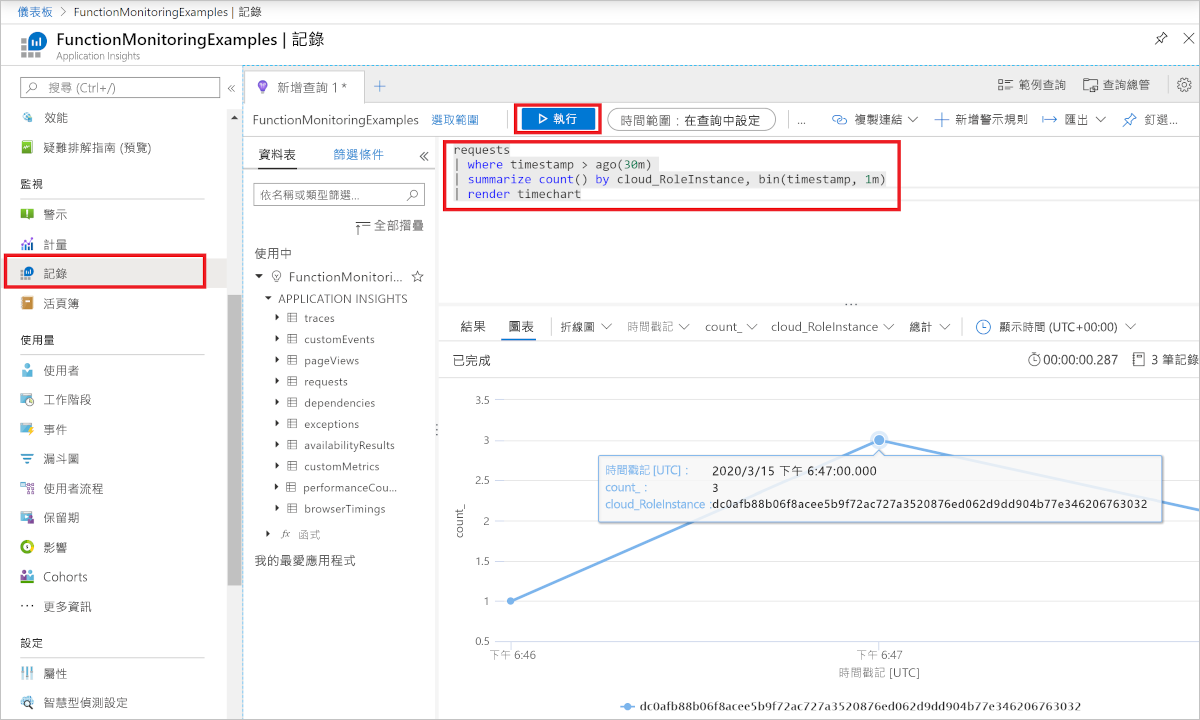 儀表板 > FunctionMonitoringExamples | 記錄
FunctionMonitoringExamples | 記錄
Application Insights
搜尋 (Ctrl+/)
«
效能
疑難排解指南 (預覽)
監視
警示
計量
記錄
活頁簿
使用量
使用者
工作階段
事件
漏斗圖
使用者流程
保留期
影響
Cohorts
更多資訊
設定
屬性
智慧型偵測設定
新增查詢 1*
範例查詢
查詢總管
FunctionMonitoringExamples
選取範圍
執行
時間範圍 : 在查詢中設定
...
複製連結
新增警示規則
匯出
釘選...
資料表
篩選條件
«
依名稱或類型篩選...
全部摺疊
使用中
FunctionMonitori...
APPLICATION INSIGHTS
traces
customEvents
pageViews
requests
dependencies
exceptions
availabilityResults
customMetrics
performanceCou...
browserTimings
fx 函式
我的最愛應用程式
requests
| where timestamp > ago(30m)
| summarize count() by cloud_RoleInstance, bin(timestamp, 1m)
| render timechart
...
結果
圖表
折線圖
時間戳記
count_
cloud_RoleInstance
總計
顯示時間 (UTC+00:00)
已完成
00:00:00.287
3 筆記錄
3.5
3
2.5
2
1.5
1
0.5
count_
時間戳記 [UTC] : 2020/3/15 下午 6:47:00.000
count_ : 3
cloud_RoleInstance :dc0afb88b06f8acee5b9f72ac727a3520876ed062d9dd904b77e346206763032
下午 6:46
下午 6:47
時間戳記 [UTC]
dc0afb88b06f8acee5b9f72ac727a3520876ed062d9dd904b77e346206763032